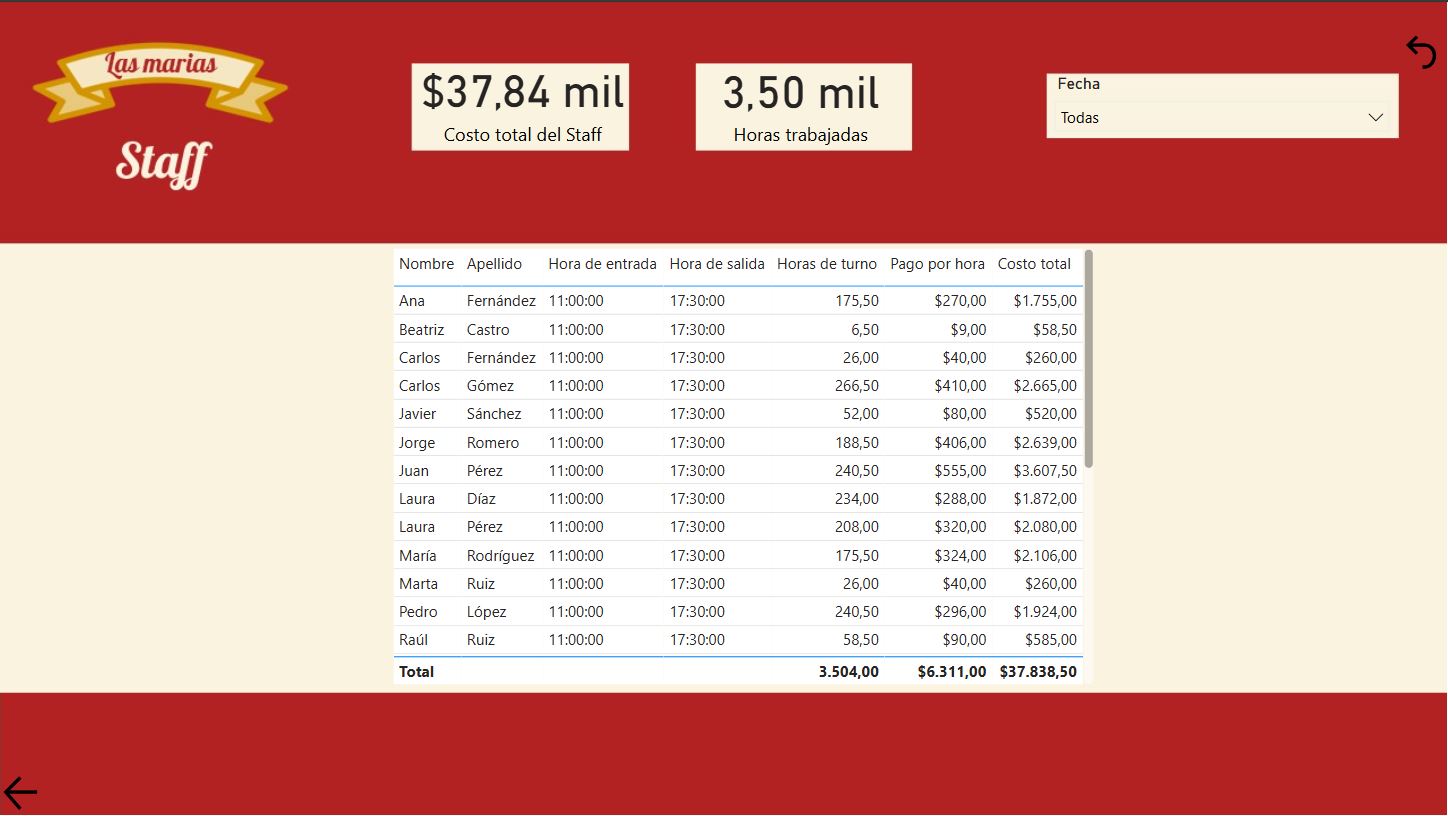 Las marias
Staff
$37,84 mil
Costo total del Staff
3,50 mil
Horas trabajadas
Fecha
Todas
Nombre Apellido Hora de entrada Hora de salida Horas de turno Pago por hora Costo total
Ana Fernández 11:00:00 17:30:00 175,50 $270,00 $1.755,00
Beatriz Castro 11:00:00 17:30:00 6,50 $9,00 $58,50
Carlos Fernández 11:00:00 17:30:00 26,00 $40,00 $260,00
Carlos Gómez 11:00:00 17:30:00 266,50 $410,00 $2.665,00
Javier Sánchez 11:00:00 17:30:00 52,00 $80,00 $520,00
Jorge Romero 11:00:00 17:30:00 188,50 $406,00 $2.639,00
Juan Pérez 11:00:00 17:30:00 240,50 $555,00 $3.607,50
Laura Díaz 11:00:00 17:30:00 234,00 $288,00 $1.872,00
Laura Pérez 11:00:00 17:30:00 208,00 $320,00 $2.080,00
María Rodríguez 11:00:00 17:30:00 175,50 $324,00 $2.106,00
Marta Ruiz 11:00:00 17:30:00 26,00 $40,00 $260,00
Pedro López 11:00:00 17:30:00 240,50 $296,00 $1.924,00
Raúl Ruiz 11:00:00 17:30:00 58,50 $90,00 $585,00
Total 3.504,00 $6.311,00 $37.838,50